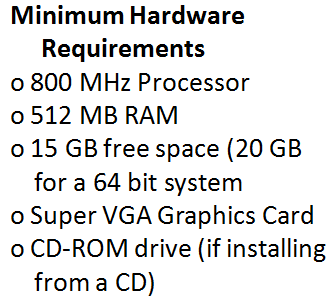 Minimum Hardware
Requirements
o 800 MHz Processor
o 512 MB RAM
o 15 GB free space (20 GB
for a 64 bit system
o Super VGA Graphics Card
o CD-ROM drive (if installing
from a CD)